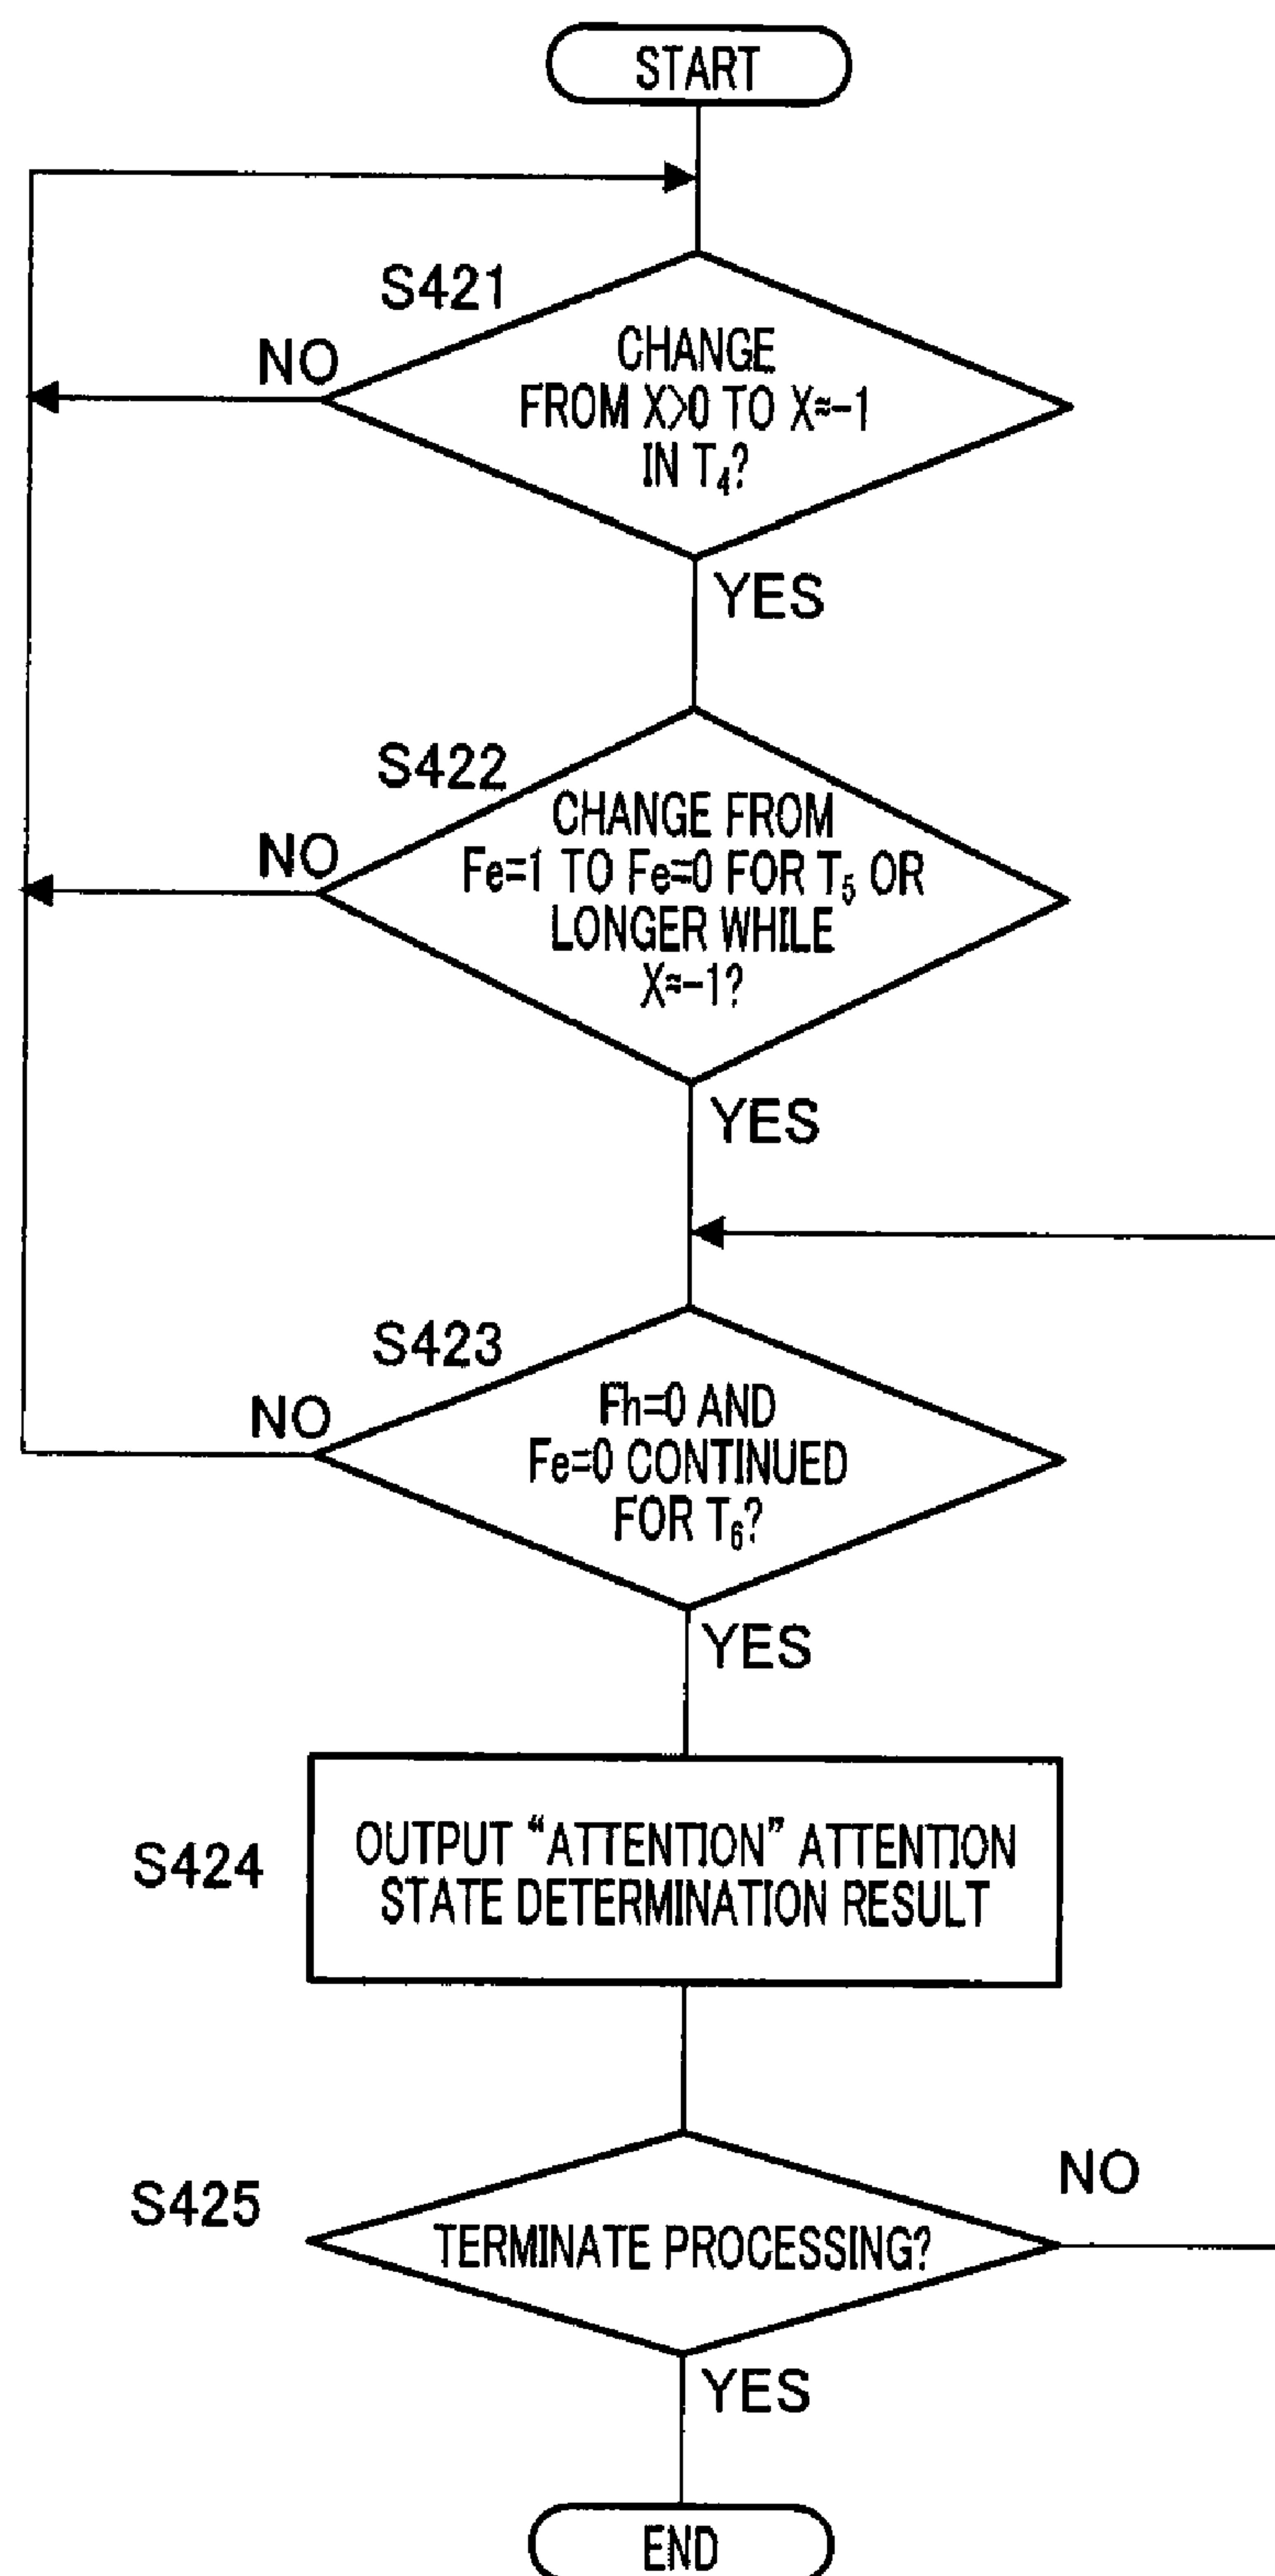 START
S421
NO
CHANGE
FROM X>0 TO X≈-1
IN T₄?
YES
S422
NO
CHANGE FROM
Fe=1 TO Fe=0 FOR T₅ OR
LONGER WHILE
X≈-1?
YES
S423
NO
Fh=0 AND
Fe=0 CONTINUED
FOR T₆?
YES
S424
OUTPUT “ATTENTION” ATTENTION
STATE DETERMINATION RESULT
S425
NO
TERMINATE PROCESSING?
YES
END